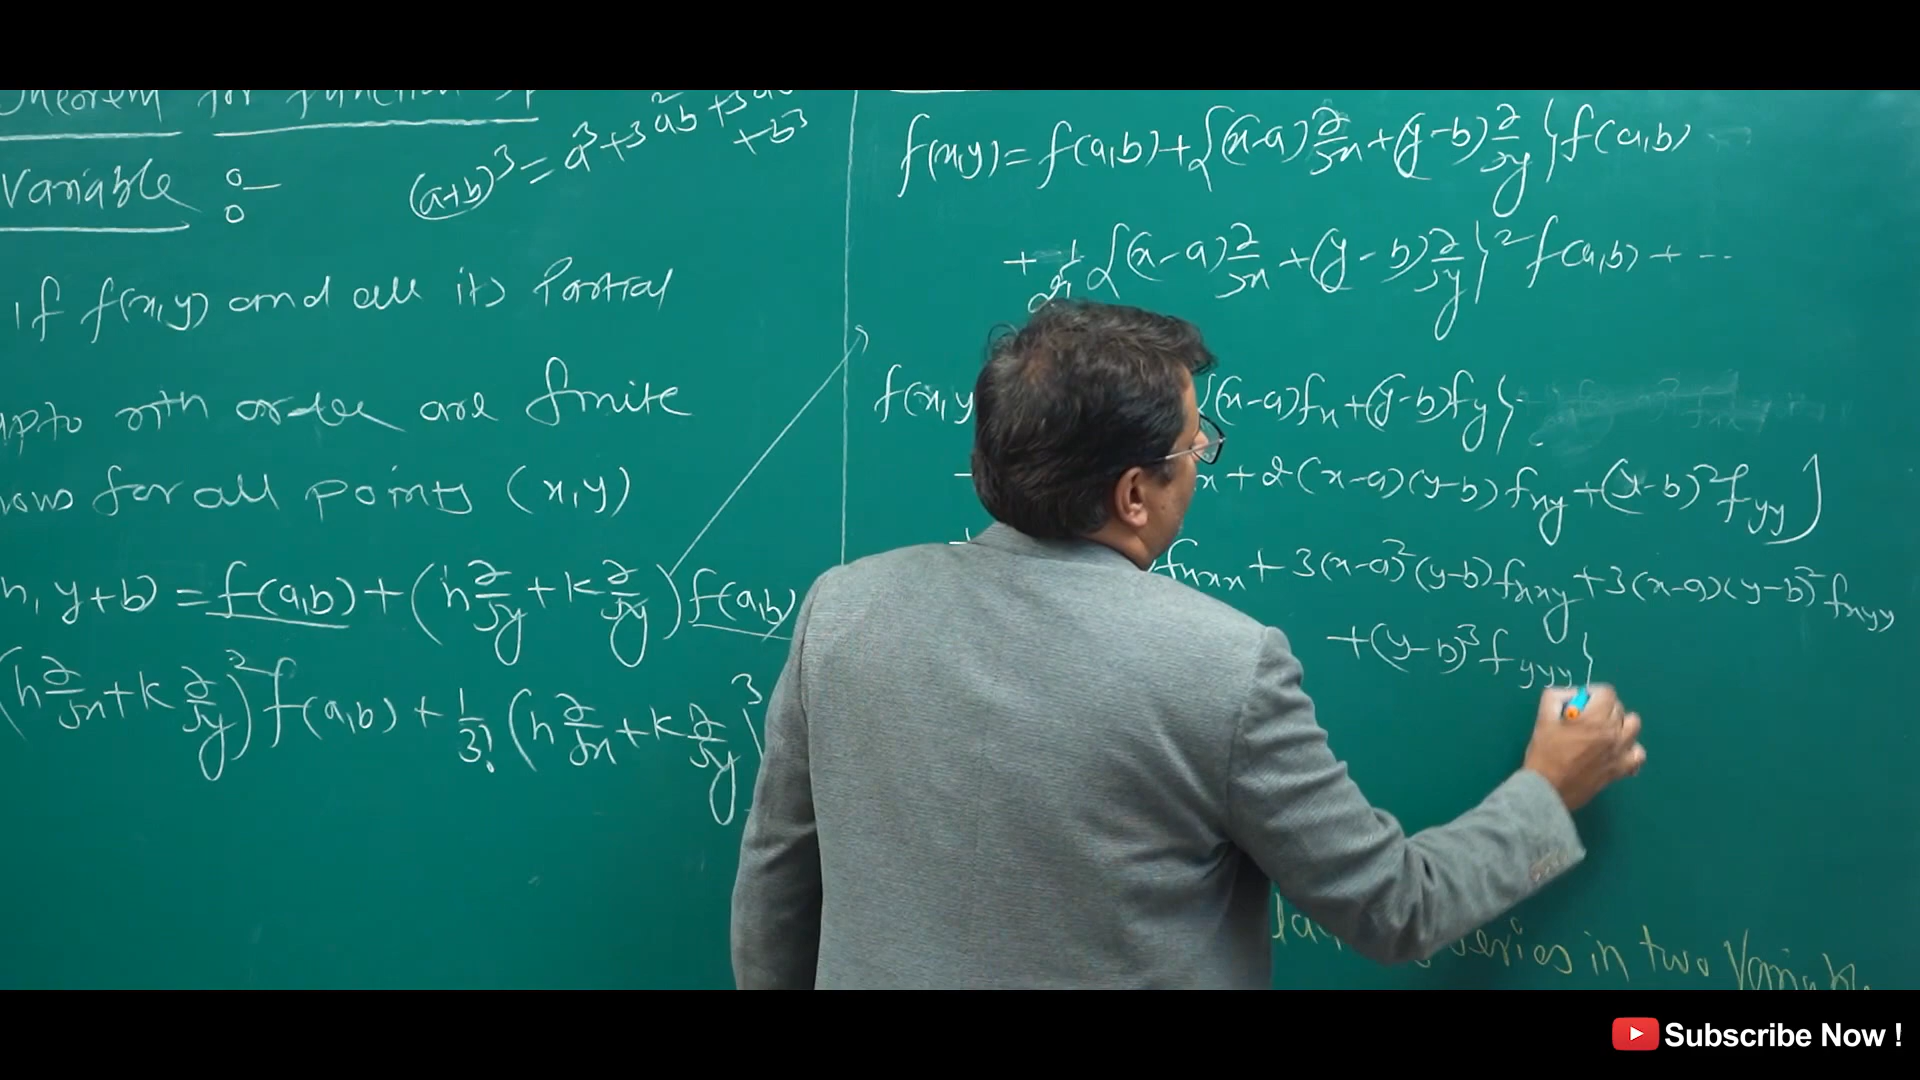 Theorem for function of
Variable :-
(a+b)³ = a³+3a²b+3a
+b³
if f(x,y) and all its Partial
upto nth order are finite
for all points (x,y)
h, y+b) = f(a,b) + (h ∂/∂y + k ∂/∂y) f(a,b)
(h ∂/∂x + k ∂/∂y)² f(a,b) + 1/3! (h ∂/∂x + k ∂/∂y)³
f(x,y) = f(a,b) + {(x-a) ∂/∂x + (y-b) ∂/∂y} f(a,b)
+ 1/2! {(x-a) ∂/∂x + (y-b) ∂/∂y}² f(a,b) + ...
f(x,y {(x-a)fx + (y-b)fy}
x + 2(x-a)(y-b)fxy + (y-b)²fyy]
fxxx + 3(x-a)²(y-b)fxxy + 3(x-a)(y-b)²fxyy
+ (y-b)³fyyy}
series in two Variable
Subscribe Now !